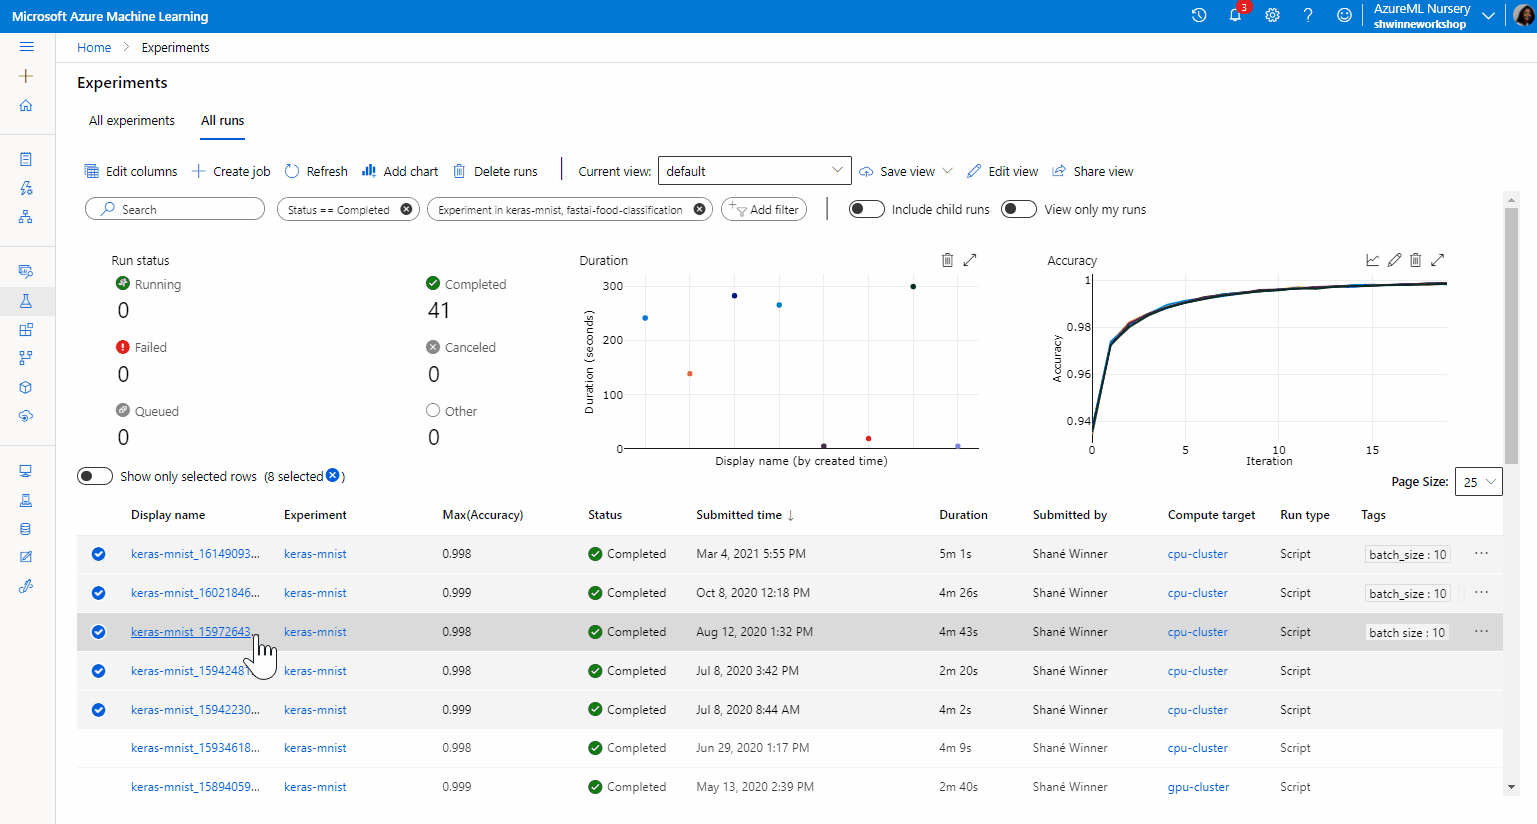 Microsoft Azure Machine Learning
3
AzureML Nursery
shwinneworkshop
Home > Experiments
Experiments
All experiments All runs
Edit columns Create job Refresh Add chart Delete runs Current view: default Save view Edit view Share view
Search Status == Completed Experiment in keras-mnist, fastai-food-classification Add filter Include child runs View only my runs
Run status
Running
0
Completed
41
Failed
0
Canceled
0
Queued
0
Other
0
Duration
300
200
100
0
Duration (seconds)
Display name (by created time)
Accuracy
1
0.98
0.96
0.94
Accuracy
0 5 10 15
Iteration
Show only selected rows (8 selected )
Page Size: 25
Display name Experiment Max(Accuracy) Status Submitted time ↓ Duration Submitted by Compute target Run type Tags
keras-mnist_16149093... keras-mnist 0.998 Completed Mar 4, 2021 5:55 PM 5m 1s Shané Winner cpu-cluster Script batch_size : 10 ...
keras-mnist_16021846... keras-mnist 0.999 Completed Oct 8, 2020 12:18 PM 4m 26s Shané Winner cpu-cluster Script batch_size : 10 ...
keras-mnist_15972643 keras-mnist 0.998 Completed Aug 12, 2020 1:32 PM 4m 43s Shané Winner cpu-cluster Script batch size : 10 ...
keras-mnist_1594248 keras-mnist 0.998 Completed Jul 8, 2020 3:42 PM 2m 20s Shané Winner cpu-cluster Script
keras-mnist_15942230... keras-mnist 0.999 Completed Jul 8, 2020 8:44 AM 4m 2s Shané Winner cpu-cluster Script
keras-mnist_15934618... keras-mnist 0.998 Completed Jun 29, 2020 1:17 PM 4m 9s Shané Winner cpu-cluster Script
keras-mnist_15894059... keras-mnist 0.999 Completed May 13, 2020 2:39 PM 2m 40s Shané Winner gpu-cluster Script